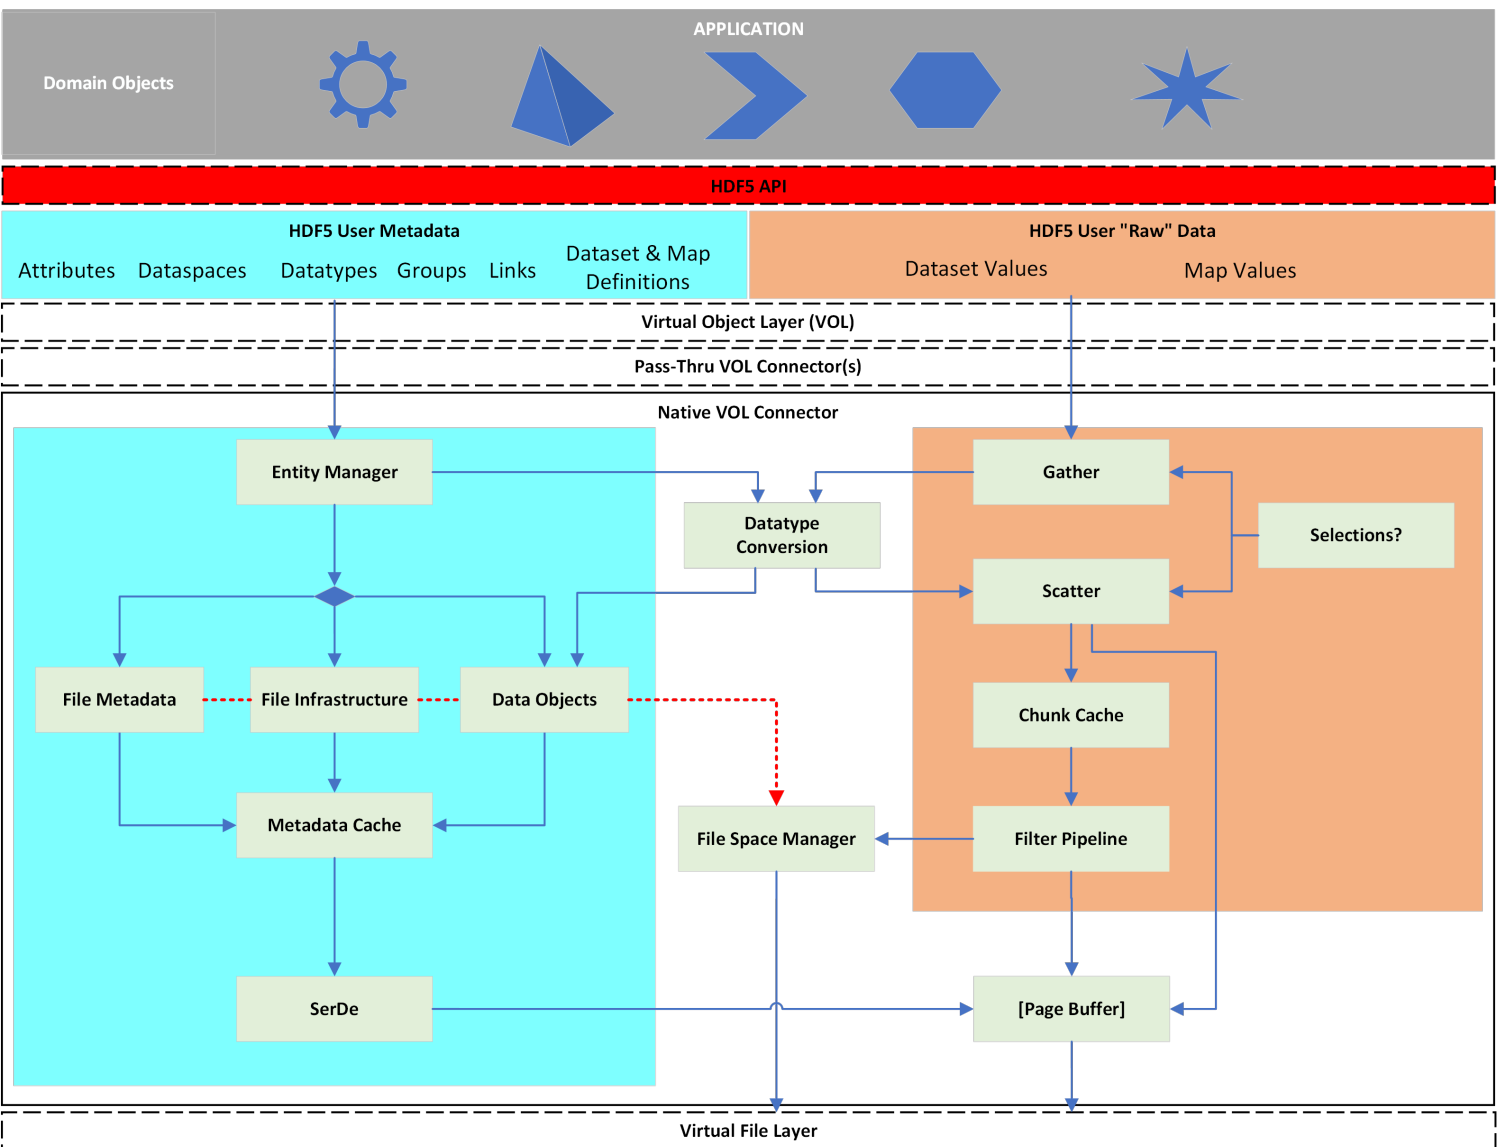 APPLICATION
Domain Objects
HDF5 API
HDF5 User Metadata
Attributes Dataspaces Datatypes Groups Links Dataset & Map
Definitions
HDF5 User "Raw" Data
Dataset Values Map Values
Virtual Object Layer (VOL)
Pass-Thru VOL Connector(s)
Native VOL Connector
Entity Manager
Gather
Datatype
Conversion
Selections?
Scatter
File Metadata
File Infrastructure
Data Objects
Chunk Cache
Metadata Cache
File Space Manager
Filter Pipeline
SerDe
[Page Buffer]
Virtual File Layer